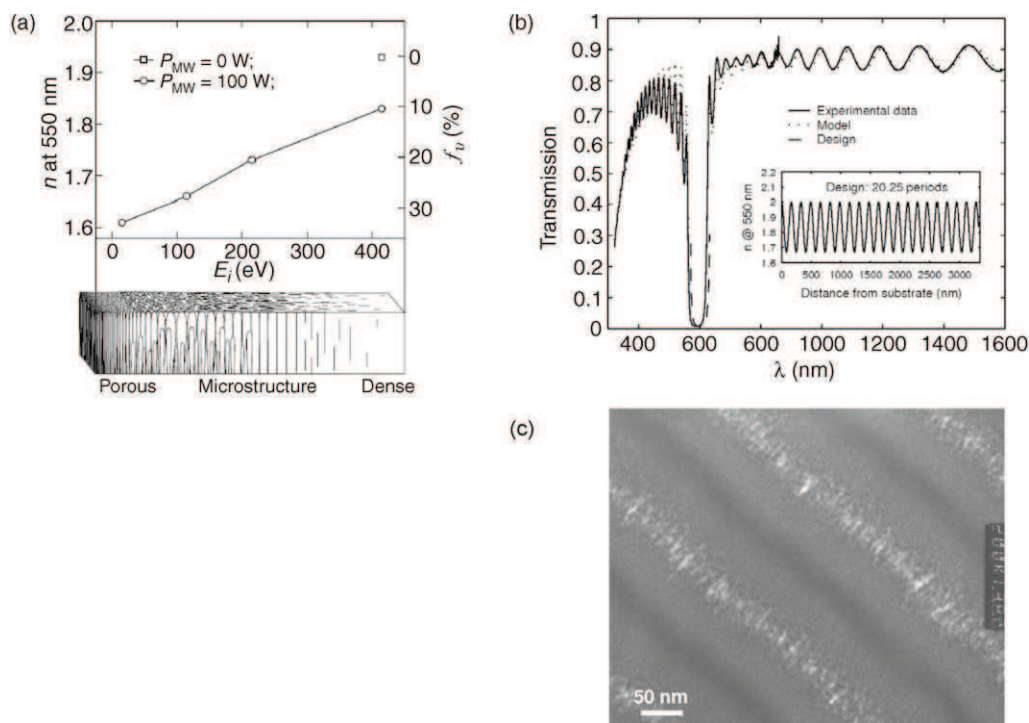 (a)
2.0
1.9
1.8
1.7
1.6
n at 550 nm
P_MW = 0 W;
P_MW = 100 W;
0
10
20
30
f_v (%)
0 100 200 300 400
E_i (eV)
Porous Microstructure Dense
(b)
1
0.9
0.8
0.7
0.6
0.5
0.4
0.3
0.2
0.1
0
Transmission
Experimental data
Model
Design
2.2
2.1
2.0
1.9
1.8
1.7
1.6
n @ 550 nm
Design: 20.25 periods
0 500 1000 1500 2000 2500 3000
Distance from substrate (nm)
400 600 800 1000 1200 1400 1600
λ (nm)
(c)
50 nm